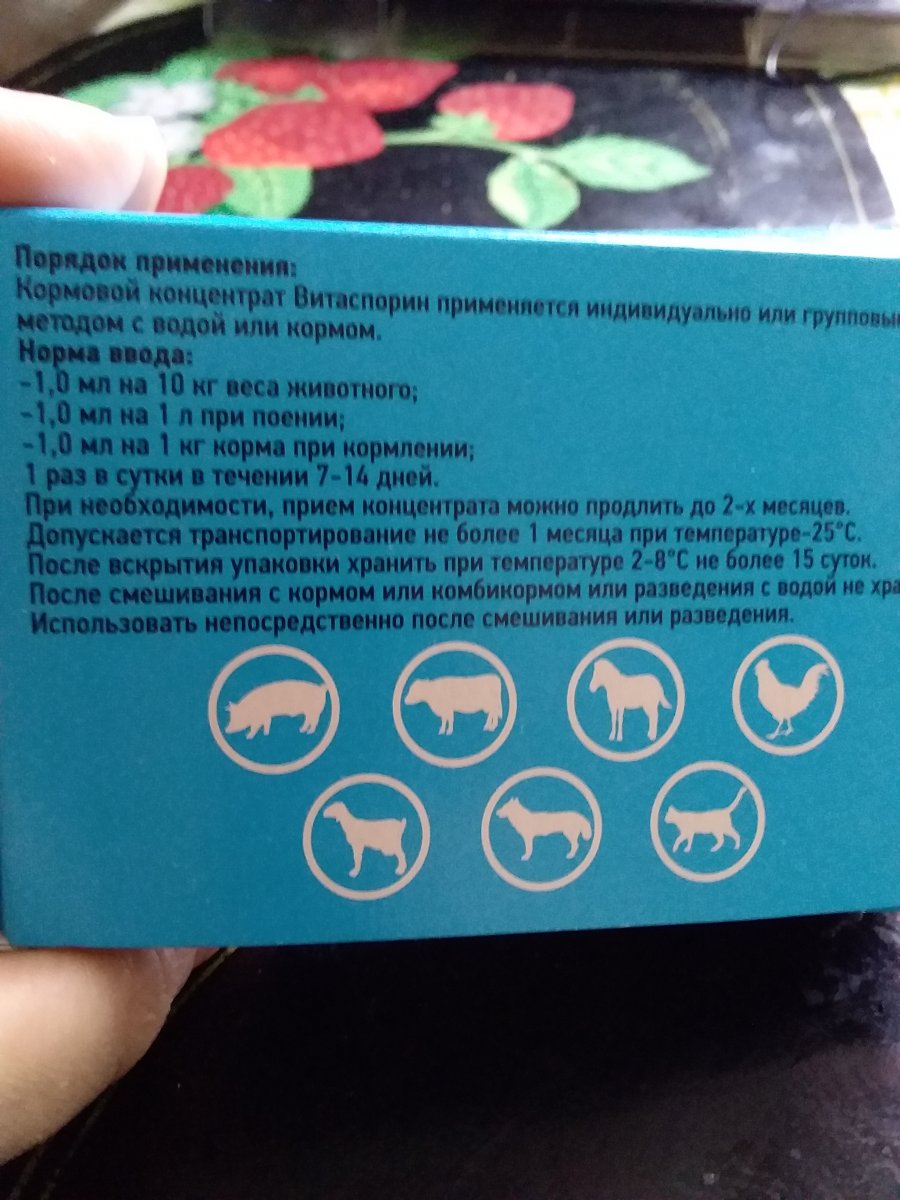 Порядок применения:
Кормовой концентрат Витаспорин применяется индивидуально или групповым
методом с водой или кормом.
Норма ввода:
-1,0 мл на 10 кг веса животного;
-1,0 мл на 1 л при поении;
-1,0 мл на 1 кг корма при кормлении;
1 раз в сутки в течении 7-14 дней.
При необходимости, прием концентрата можно продлить до 2-х месяцев.
Допускается транспортирование не более 1 месяца при температуре-25°С.
После вскрытия упаковки хранить при температуре 2-8°С не более 15 суток.
После смешивания с кормом или комбикормом или разведения с водой не хра
Использовать непосредственно после смешивания или разведения.